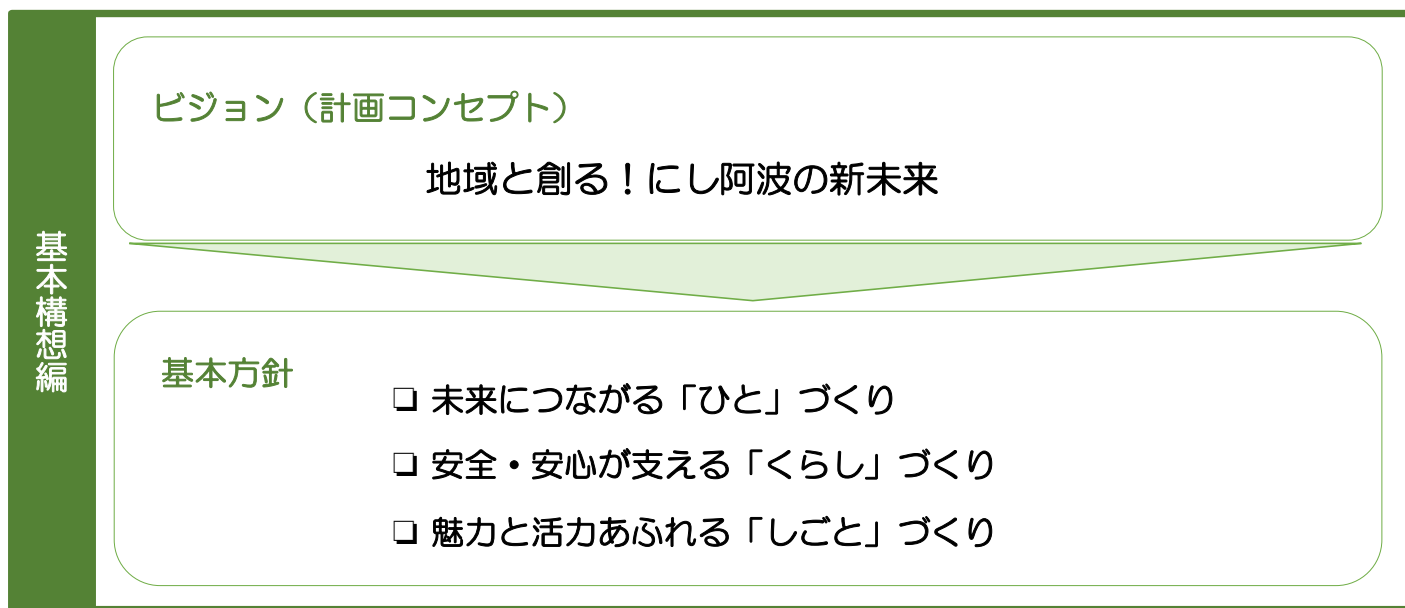 基本構想編
ビジョン（計画コンセプト）
地域と創る！にし阿波の新未来
基本方針
❏ 未来につながる「ひと」づくり
❏ 安全・安心が支える「くらし」づくり
❏ 魅力と活力あふれる「しごと」づくり